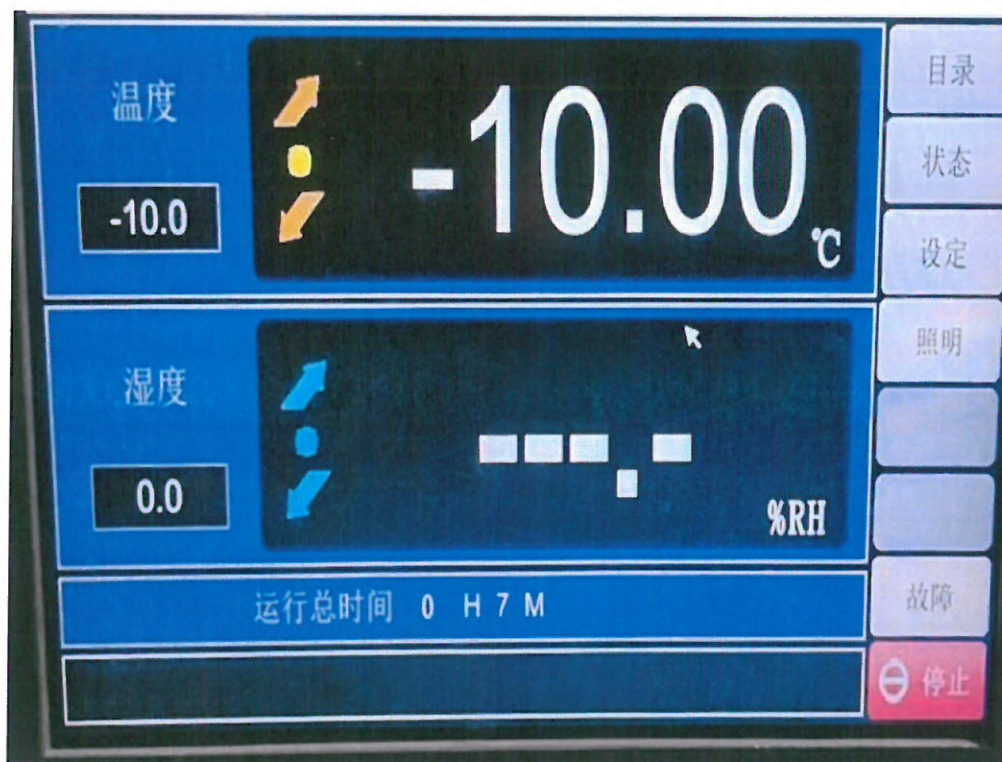 温度
-10.0
-10.00
℃
目录
状态
设定
照明
湿度
0.0
---.-
%RH
运行总时间 0 H 7 M
故障
停止